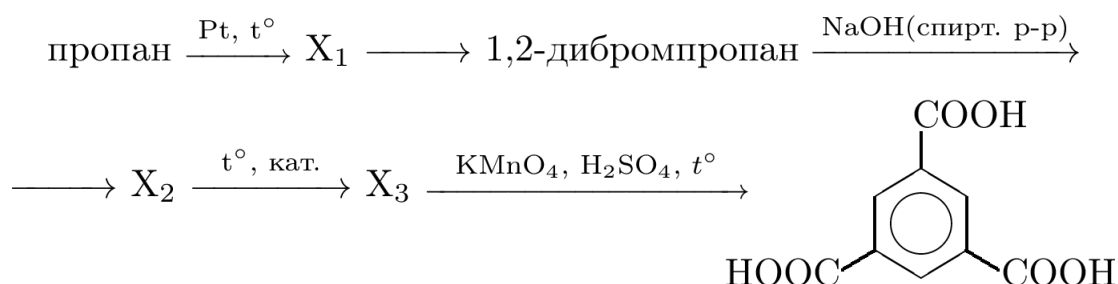 пропан Pt, t° X₁ 1,2-дибромпропан NaOH(спирт. р-р)
X₂ t°, кат. X₃ KMnO₄, H₂SO₄, t° COOH
HOOC COOH